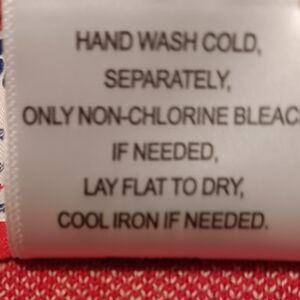 HAND WASH COLD,
SEPARATELY,
ONLY NON-CHLORINE BLEAC
IF NEEDED,
LAY FLAT TO DRY,
COOL IRON IF NEEDED.